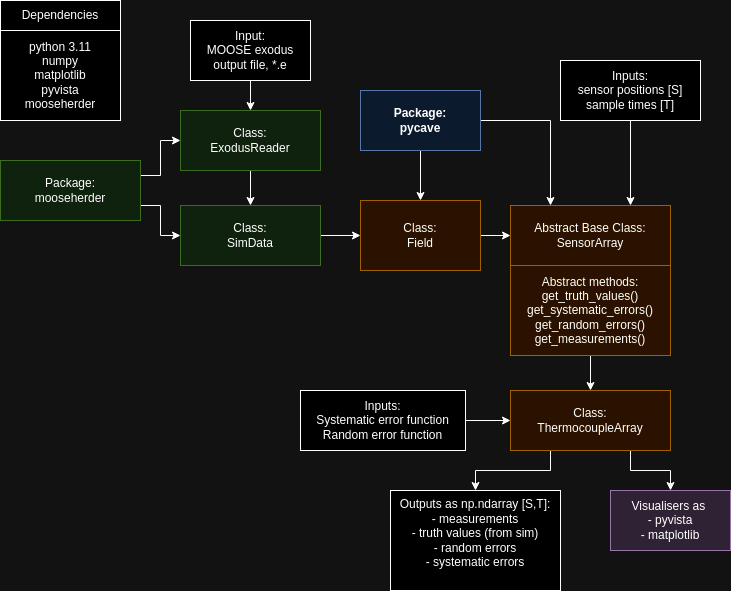 Dependencies
python 3.11
numpy
matplotlib
pyvista
mooseherder
Input:
MOOSE exodus
output file, *.e
Inputs:
sensor positions [S]
sample times [T]
Package:
pycave
Class:
ExodusReader
Package:
mooseherder
Class:
SimData
Class:
Field
Abstract Base Class:
SensorArray
Abstract methods:
get_truth_values()
get_systematic_errors()
get_random_errors()
get_measurements()
Inputs:
Systematic error function
Random error function
Class:
ThermocoupleArray
Outputs as np.ndarray [S,T]:
- measurements
- truth values (from sim)
- random errors
- systematic errors
Visualisers as
- pyvista
- matplotlib